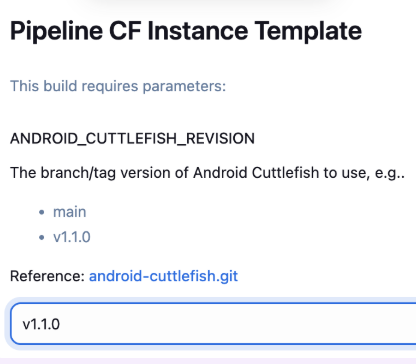 Pipeline CF Instance Template
This build requires parameters:
ANDROID_CUTTLEFISH_REVISION
The branch/tag version of Android Cuttlefish to use, e.g..
• main
• v1.1.0
Reference: android-cuttlefish.git
v1.1.0